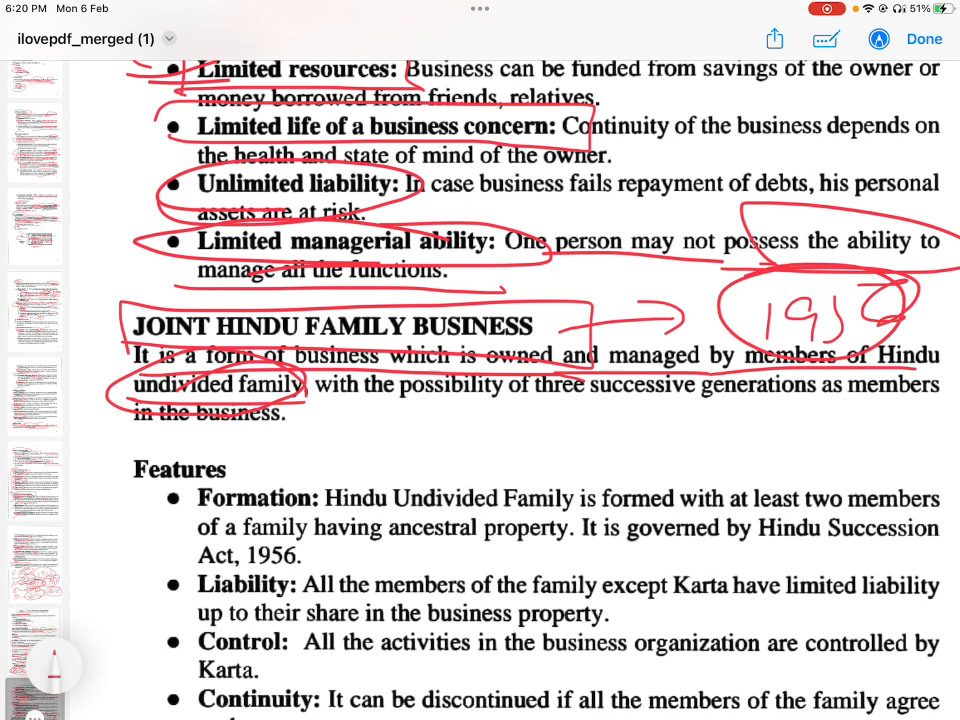 6:20 PM Mon 6 Feb
51%
ilovepdf_merged (1)
Done
Limited resources: Business can be funded from savings of the owner or
money borrowed from friends, relatives.
Limited life of a business concern: Continuity of the business depends on
the health and state of mind of the owner.
Unlimited liability: In case business fails repayment of debts, his personal
assets are at risk.
Limited managerial ability: One person may not possess the ability to
manage all the functions.
JOINT HINDU FAMILY BUSINESS
It is a form of business which is owned and managed by members of Hindu
undivided family, with the possibility of three successive generations as members
in the business.
Features
Formation: Hindu Undivided Family is formed with at least two members
of a family having ancestral property. It is governed by Hindu Succession
Act, 1956.
Liability: All the members of the family except Karta have limited liability
up to their share in the business property.
Control: All the activities in the business organization are controlled by
Karta.
Continuity: It can be discontinued if all the members of the family agree